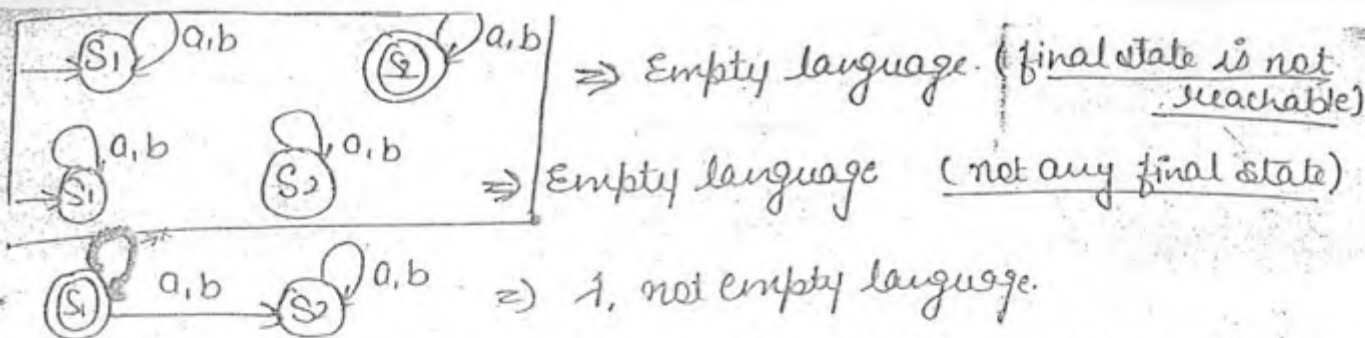 S1 a,b S2 a,b => Empty language. (final state is not
reachable)
S1 a,b S2 a,b => Empty language (not any final state)
S1 a,b S2 a,b => λ, not empty language.